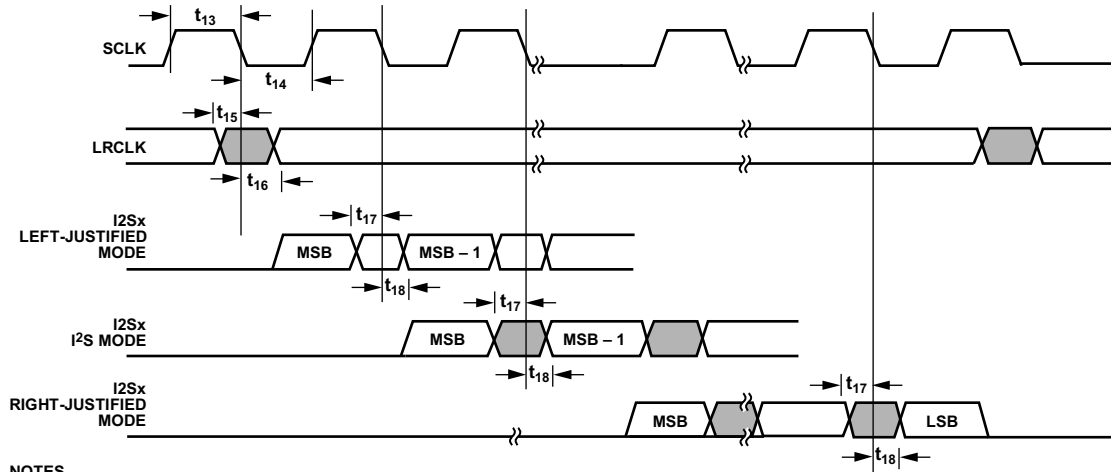 t13
SCLK
t14
t15
LRCLK
t16
I2Sx
LEFT-JUSTIFIED
MODE
t17
MSB
MSB – 1
t18
t17
I2Sx
I2S MODE
MSB
MSB – 1
t18
I2Sx
RIGHT-JUSTIFIED
MODE
t17
MSB
LSB
t18
NOTES